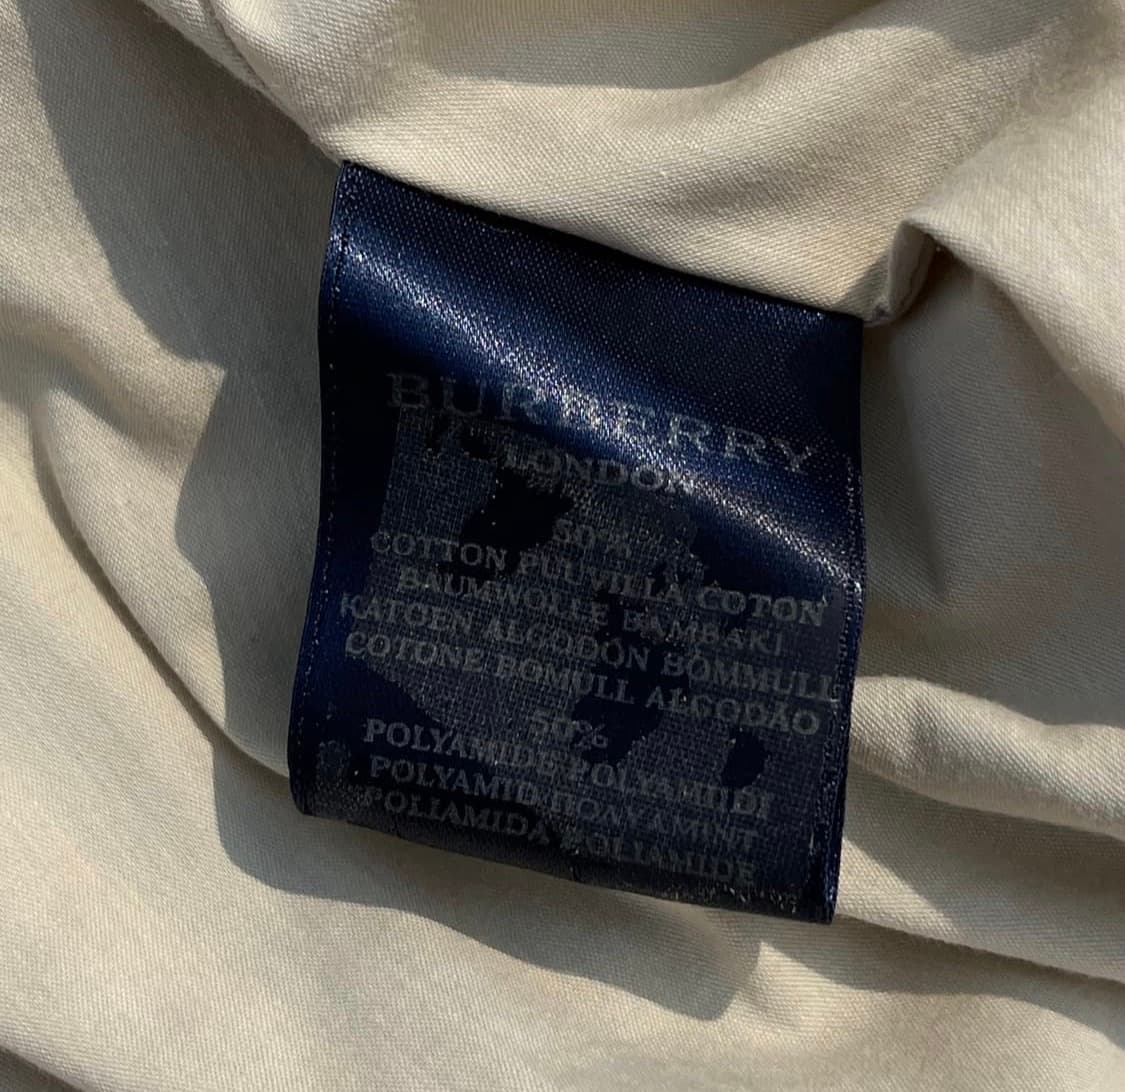 BURBERRY
LONDON
50%
COTTON PUUVILLA COTON
BAUMWOLLE BAMBAKI
KATOEN ALGODÓN BOMMULL
COTONE BOMULL ALGODÃO
50%
POLYAMIDE POLYAMIDI
POLYAMID ΠΟΛΥAMINT
POLIAMIDA POLIAMIDE